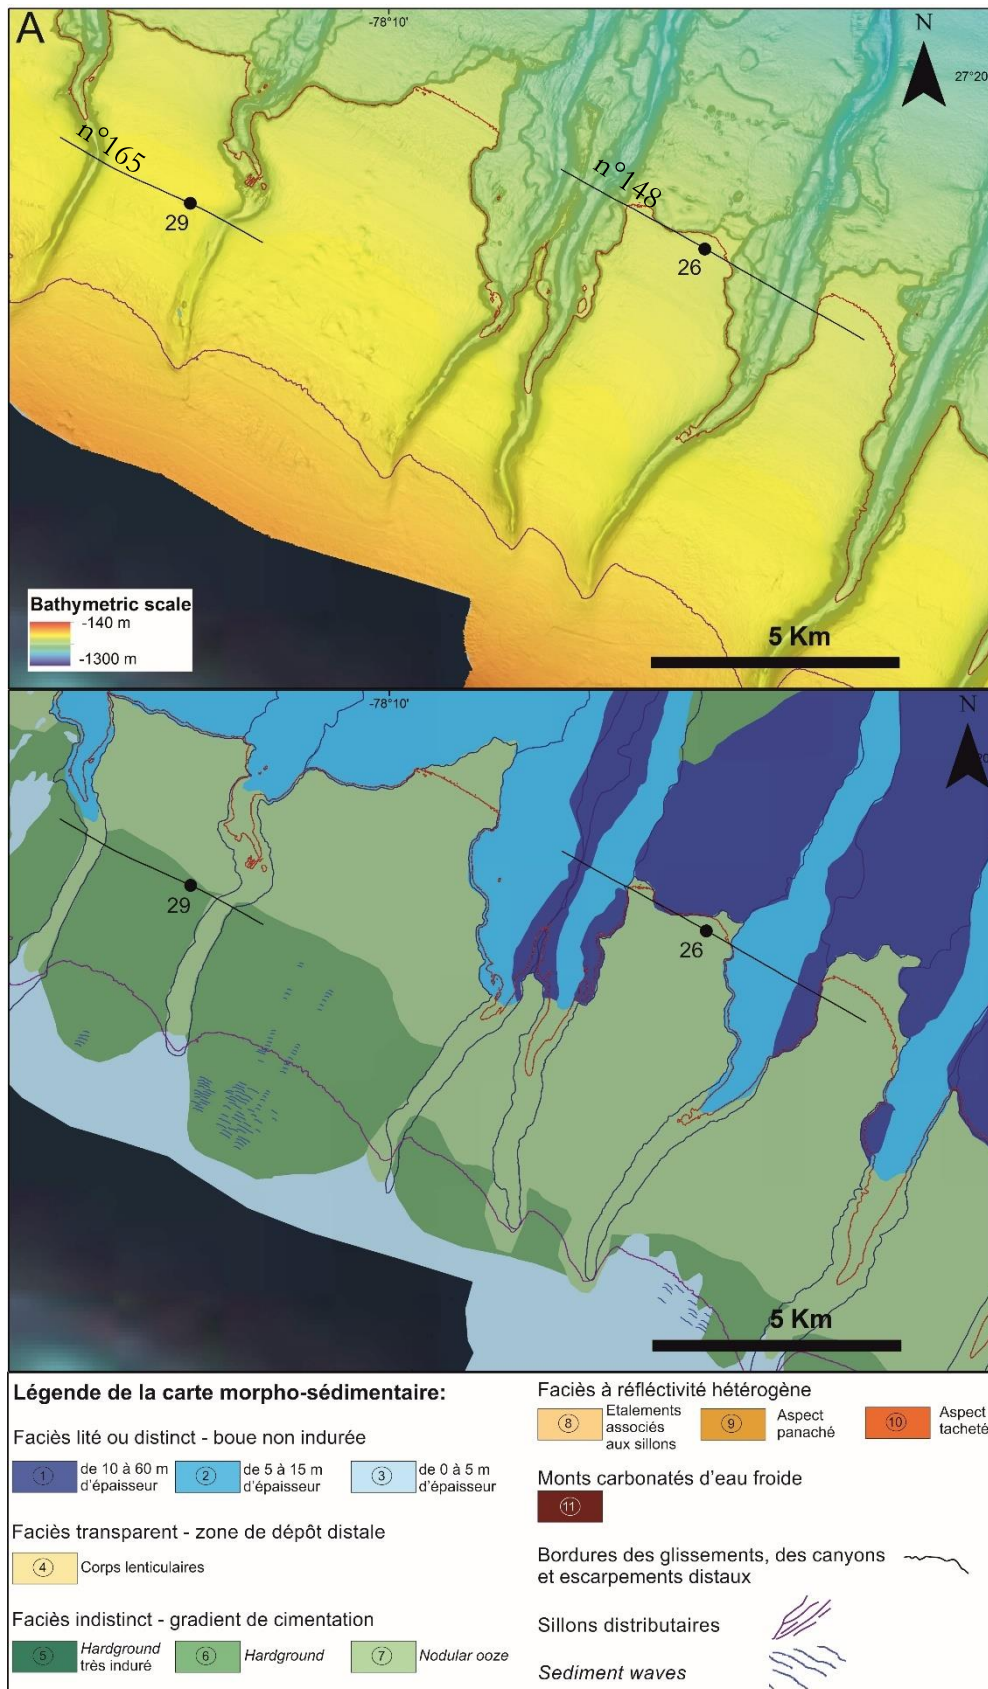 A
-78°10'
N
27°20'
n°165
29
n°148
26
Bathymetric scale
-140 m
-1300 m
5 Km
-78°10'
N
29
26
5 Km
Légende de la carte morpho-sédimentaire:
Faciès lité ou distinct - boue non indurée
1 de 10 à 60 m d'épaisseur
2 de 5 à 15 m d'épaisseur
3 de 0 à 5 m d'épaisseur
Faciès transparent - zone de dépôt distale
4 Corps lenticulaires
Faciès indistinct - gradient de cimentation
5 Hardground très induré
6 Hardground
7 Nodular ooze
Faciès à réfléctivité hétérogène
8 Etalements associés aux sillons
9 Aspect panaché
10 Aspect tacheté
Monts carbonatés d'eau froide
11
Bordures des glissements, des canyons
et escarpements distaux
Sillons distributaires
Sediment waves